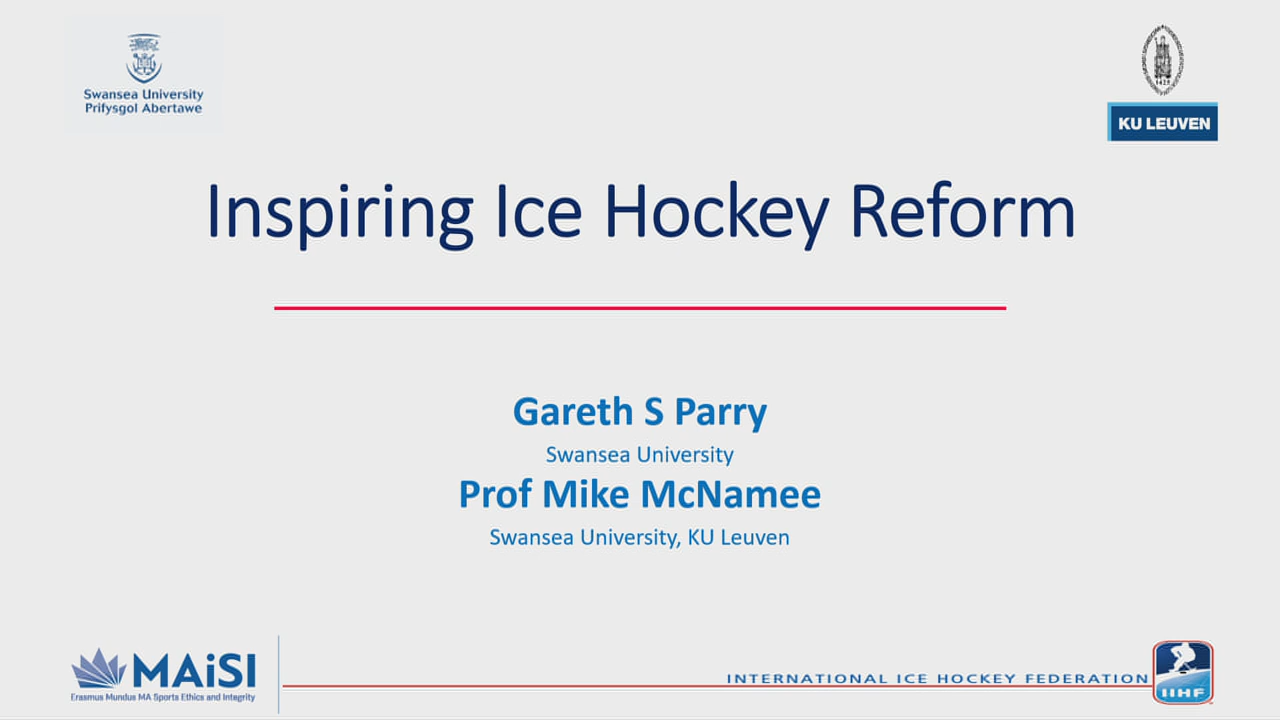 Swansea University
Prifysgol Abertawe
1425
KU LEUVEN
Inspiring Ice Hockey Reform
Gareth S Parry
Swansea University
Prof Mike McNamee
Swansea University, KU Leuven
MAiSI
Erasmus Mundus MA Sports Ethics and Integrity
INTERNATIONAL ICE HOCKEY FEDERATION
IIHF